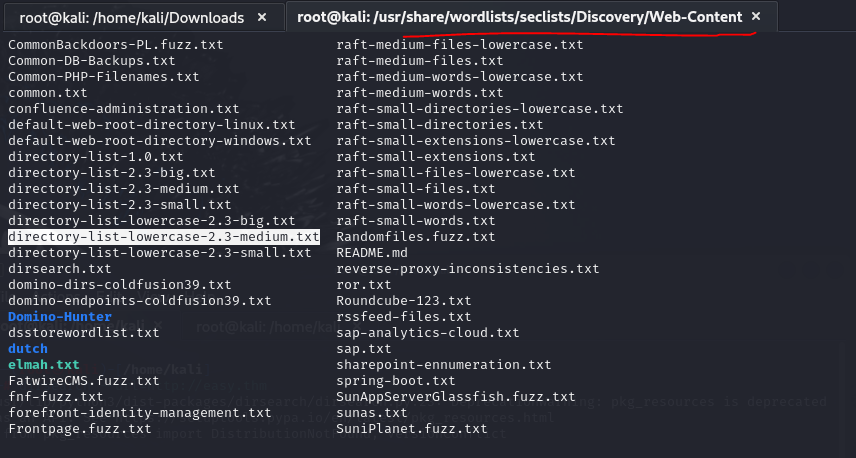 root@kali: /home/kali/Downloads × root@kali: /usr/share/wordlists/seclists/Discovery/Web-Content ×
CommonBackdoors-PL.fuzz.txt raft-medium-files-lowercase.txt
Common-DB-Backups.txt raft-medium-files.txt
Common-PHP-Filenames.txt raft-medium-words-lowercase.txt
common.txt raft-medium-words.txt
confluence-administration.txt raft-small-directories-lowercase.txt
default-web-root-directory-linux.txt raft-small-directories.txt
default-web-root-directory-windows.txt raft-small-extensions-lowercase.txt
directory-list-1.0.txt raft-small-extensions.txt
directory-list-2.3-big.txt raft-small-files-lowercase.txt
directory-list-2.3-medium.txt raft-small-files.txt
directory-list-2.3-small.txt raft-small-words-lowercase.txt
directory-list-lowercase-2.3-big.txt raft-small-words.txt
directory-list-lowercase-2.3-medium.txt Randomfiles.fuzz.txt
directory-list-lowercase-2.3-small.txt README.md
dirsearch.txt reverse-proxy-inconsistencies.txt
domino-dirs-coldfusion39.txt ror.txt
domino-endpoints-coldfusion39.txt Roundcube-123.txt
Domino-Hunter rssfeed-files.txt
dsstorewordlist.txt sap-analytics-cloud.txt
dutch sap.txt
elmah.txt sharepoint-ennumeration.txt
FatwireCMS.fuzz.txt spring-boot.txt
fnf-fuzz.txt SunAppServerGlassfish.fuzz.txt
forefront-identity-management.txt sunas.txt
Frontpage.fuzz.txt SuniPlanet.fuzz.txt